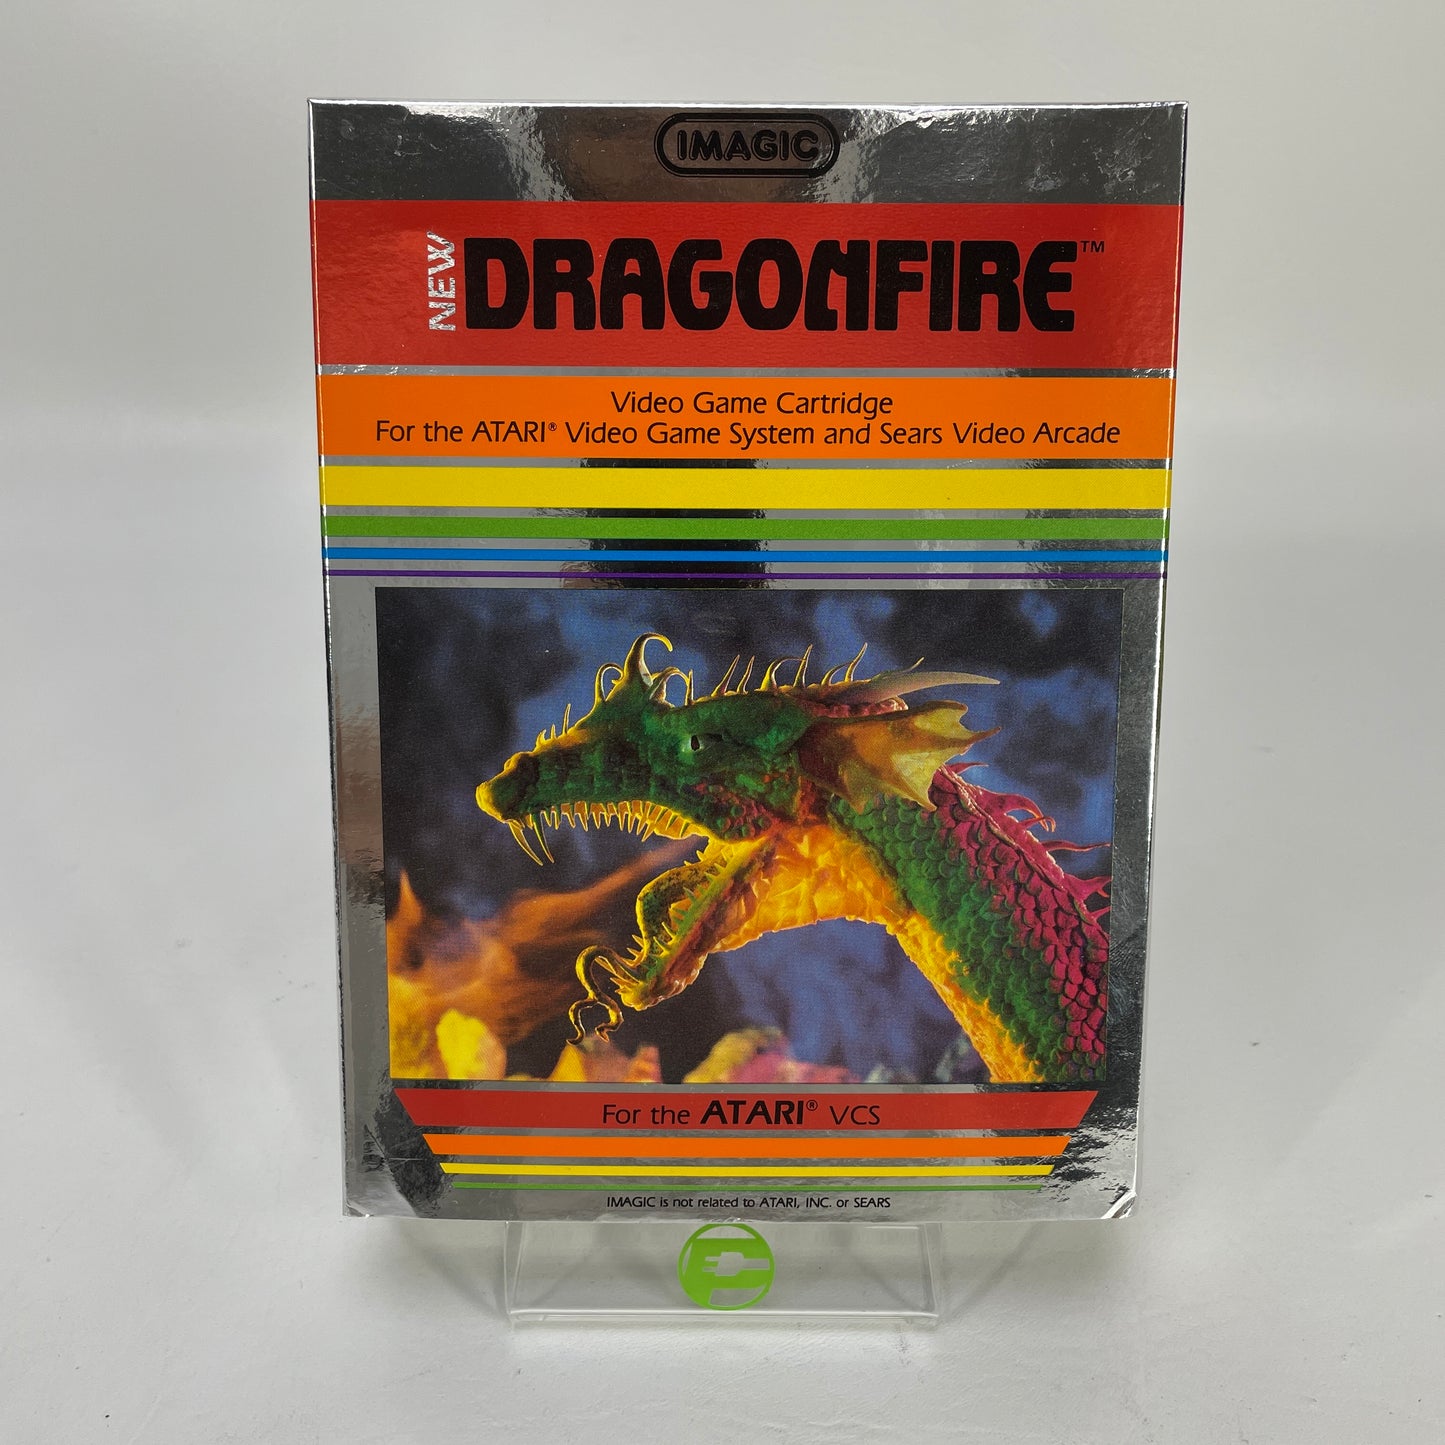 IMAGIC
NEW DRAGONFIRE™
Video Game Cartridge
For the ATARI® Video Game System and Sears Video Arcade
For the ATARI® VCS
IMAGIC is not related to ATARI, INC. or SEARS